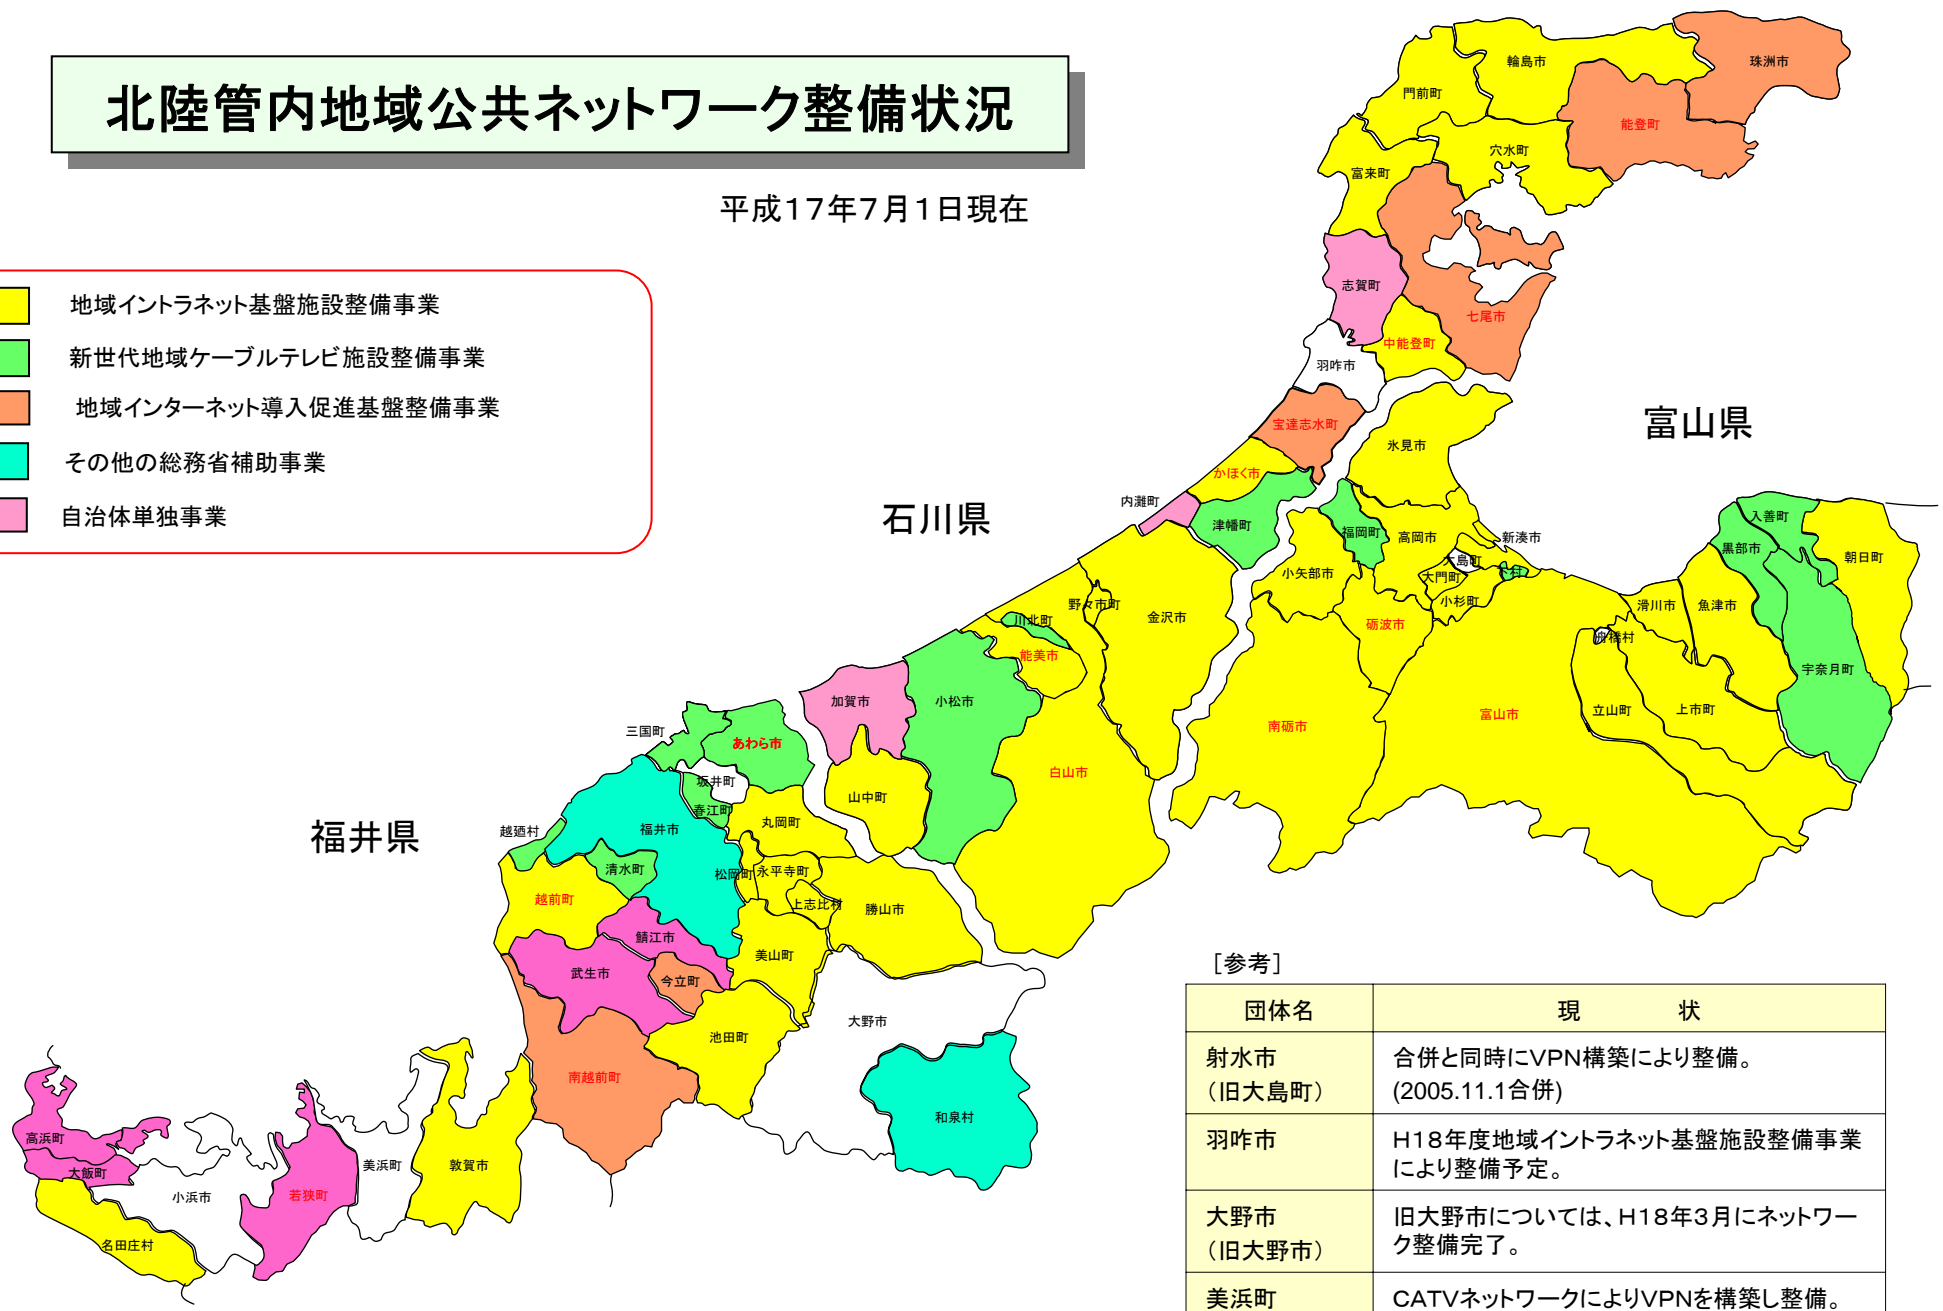 北陸管内地域公共ネットワーク整備状況
平成17年7月1日現在
地域イントラネット基盤施設整備事業
新世代地域ケーブルテレビ施設整備事業
地域インターネット導入促進基盤整備事業
その他の総務省補助事業
自治体単独事業
石川県
珠洲市
輪島市
門前町
能登町
穴水町
富来町
志賀町
七尾市
中能登町
羽咋市
宝達志水町
かほく市
内灘町
津幡町
金沢市
野々市町
川北町
能美市
小松市
加賀市
白山市
山中町
富山県
氷見市
福岡町
高岡市
新湊市
大島町
大門町
下村
小杉町
小矢部市
砺波市
南砺市
富山市
滑川市
魚津市
舟橋村
立山町
上市町
入善町
黒部市
朝日町
宇奈月町
福井県
三国町
あわら市
坂井町
春江町
丸岡町
福井市
越廼村
清水町
松岡町
永平寺町
上志比村
勝山市
越前町
鯖江市
武生市
今立町
美山町
池田町
大野市
和泉村
南越前町
敦賀市
美浜町
若狭町
小浜市
高浜町
大飯町
名田庄村
［参考］
団体名
現 状
射水市
（旧大島町）
合併と同時にVPN構築により整備。
(2005.11.1合併)
羽咋市
H18年度地域イントラネット基盤施設整備事業
により整備予定。
大野市
（旧大野市）
旧大野市については、H18年3月にネットワー
ク整備完了。
美浜町
CATVネットワークによりVPNを構築し整備。